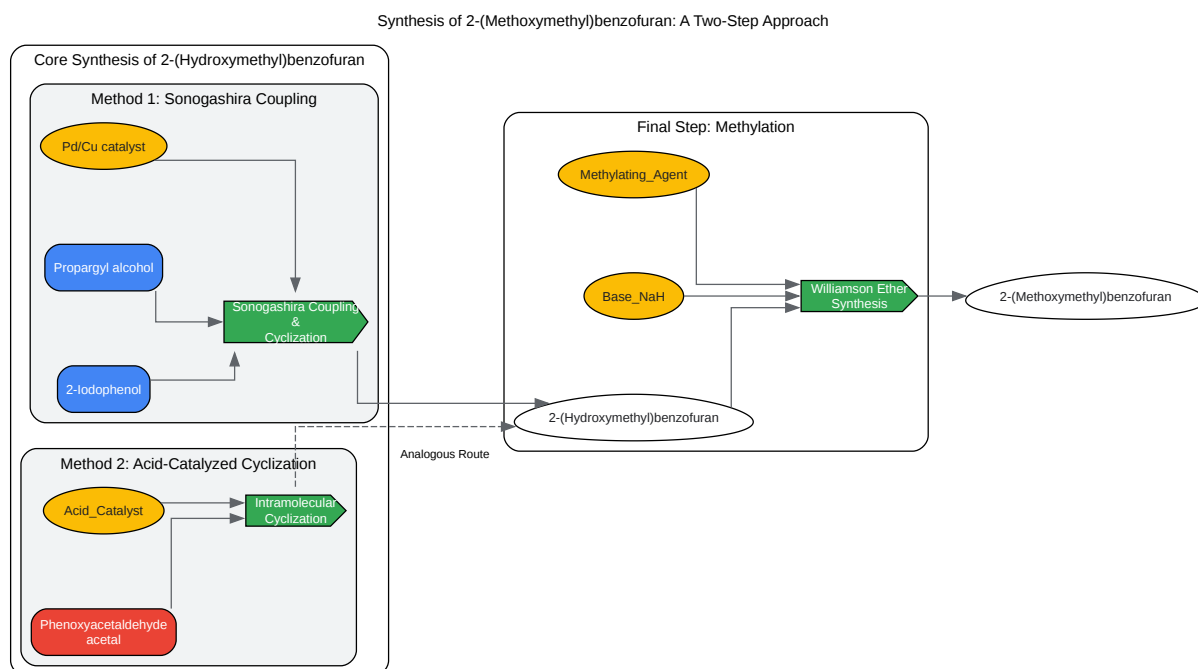 Synthesis of 2-(Methoxymethyl)benzofuran: A Two-Step Approach
Core Synthesis of 2-(Hydroxymethyl)benzofuran
Method 1: Sonogashira Coupling
Pd/Cu catalyst
Propargyl alcohol
Sonogashira Coupling
&
Cyclization
2-Iodophenol
Method 2: Acid-Catalyzed Cyclization
Acid_Catalyst
Intramolecular
Cyclization
Phenoxyacetaldehyde
acetal
Analogous Route
Final Step: Methylation
Methylating_Agent
Base_NaH
Williamson Ether
Synthesis
2-(Hydroxymethyl)benzofuran
2-(Methoxymethyl)benzofuran